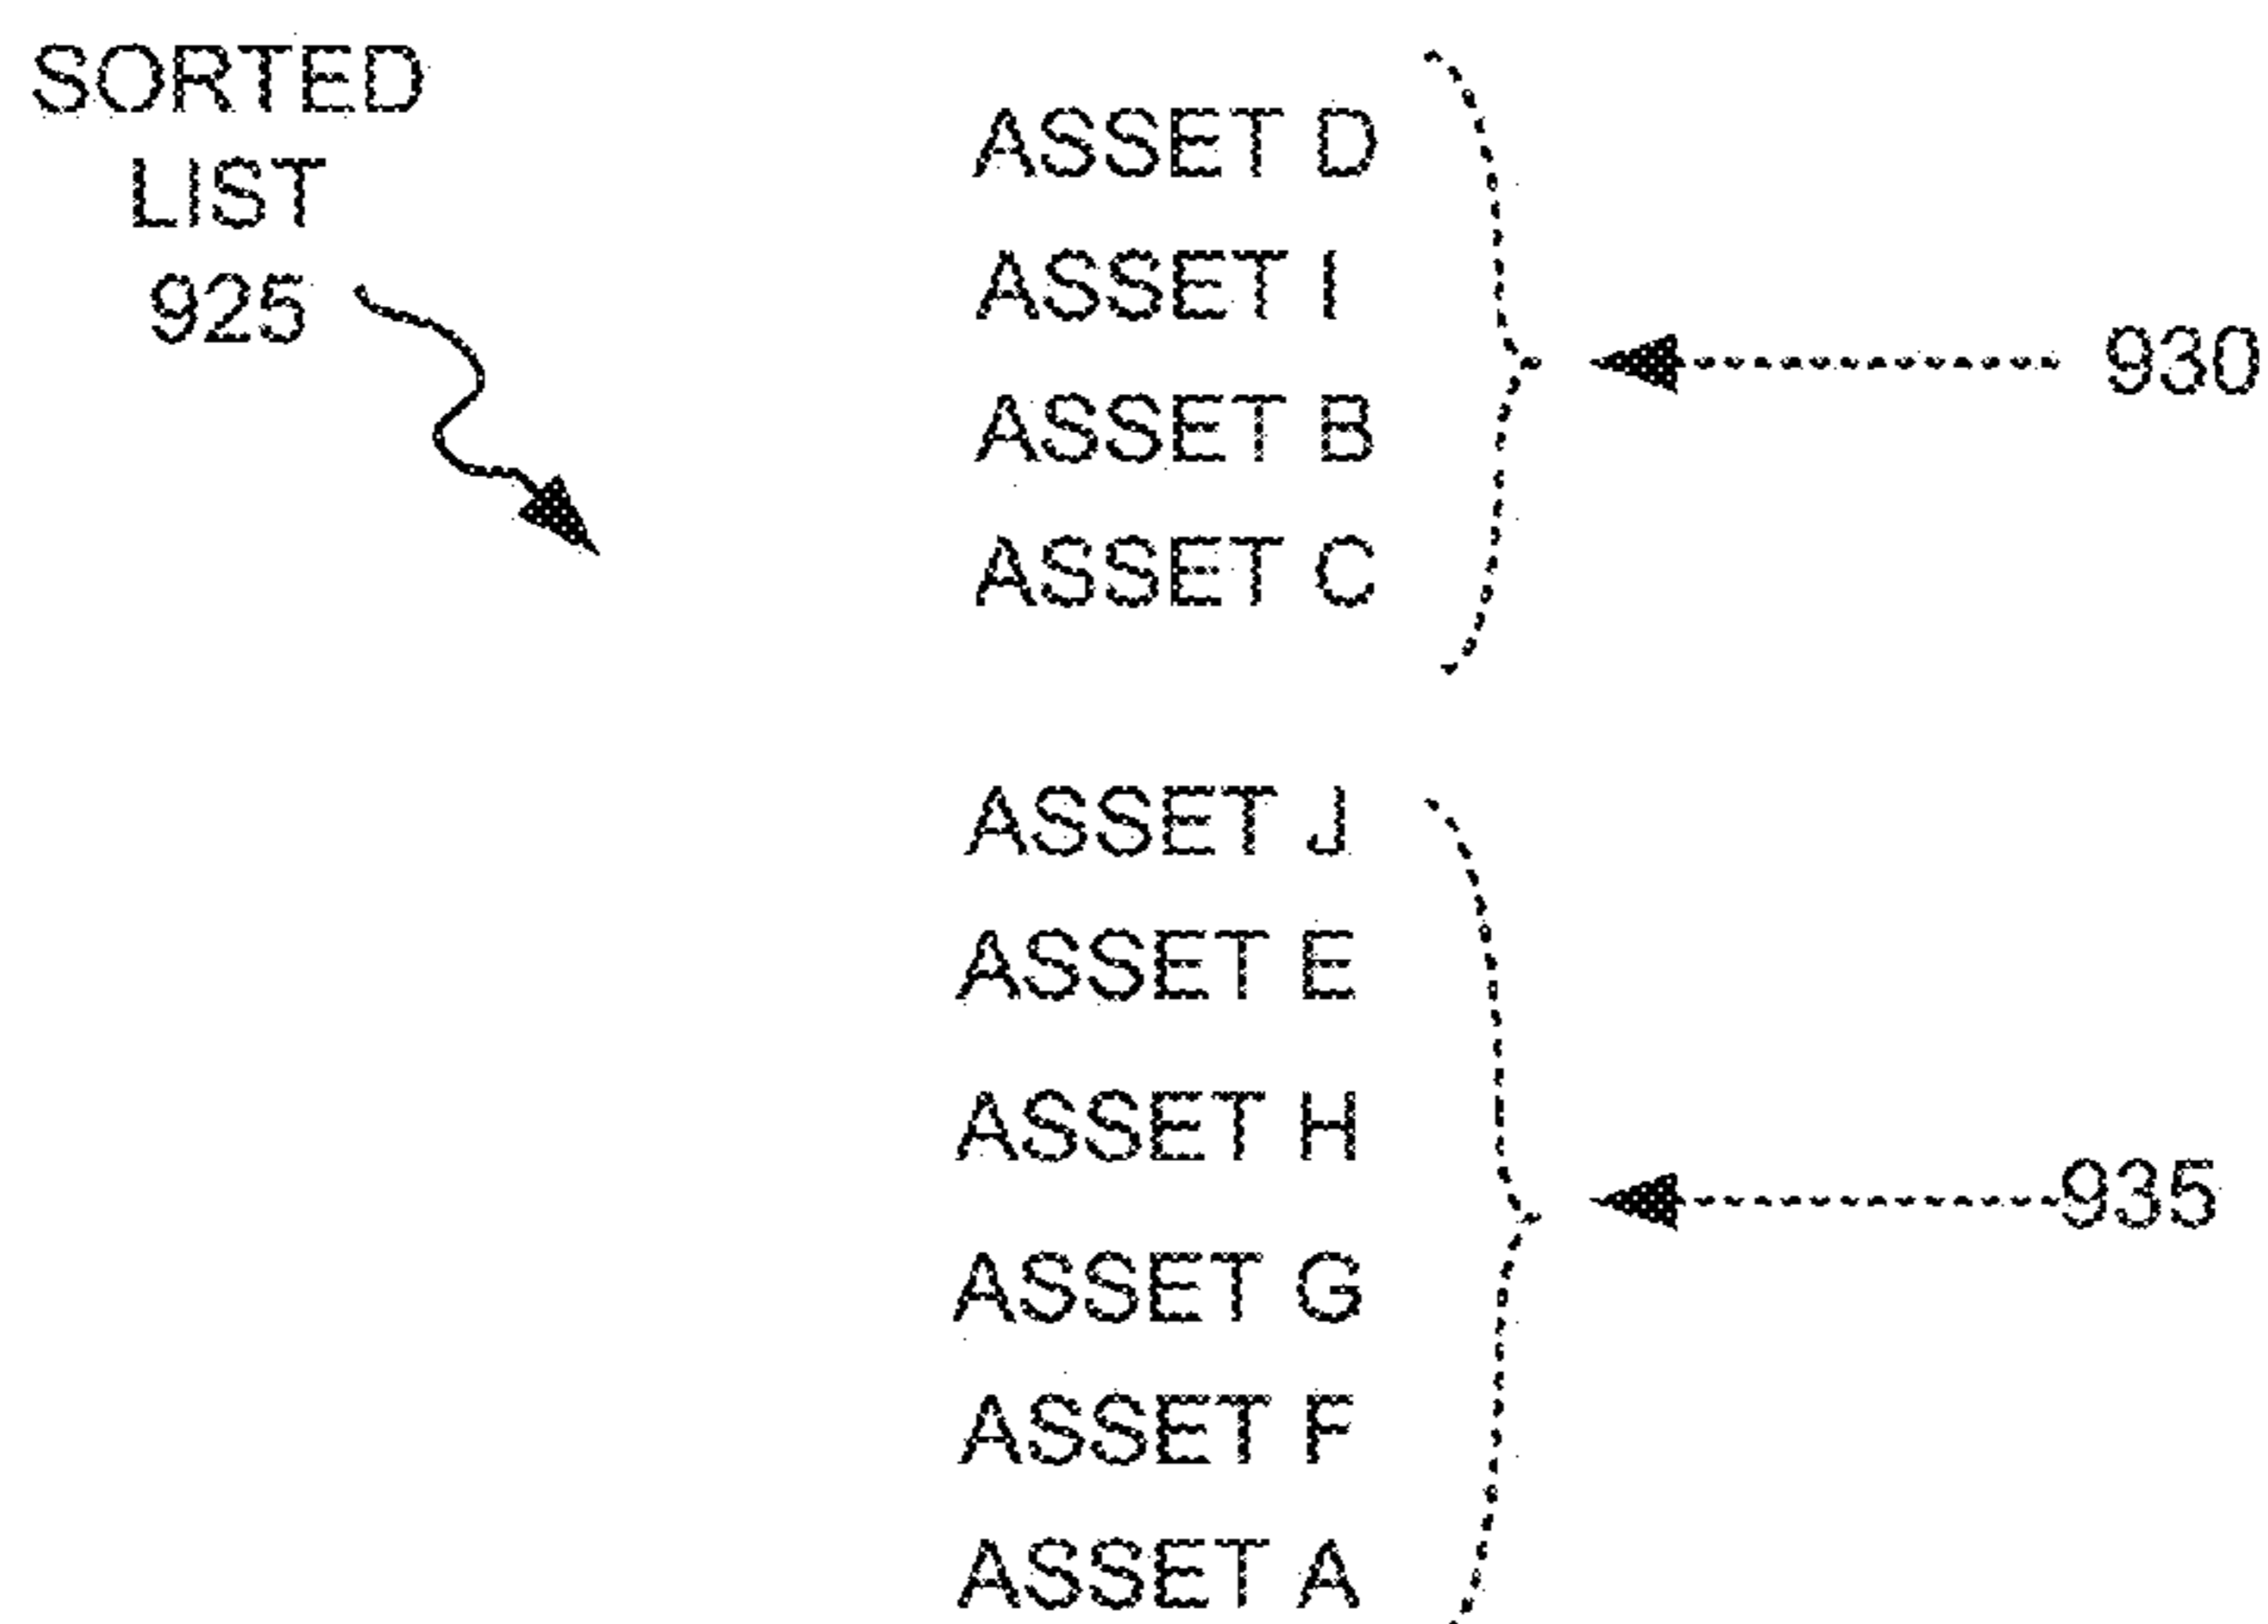 SORTED
LIST
925
ASSET D
ASSET I
ASSET B
ASSET C
930
ASSET J
ASSET E
ASSET H
ASSET G
ASSET F
ASSET A
935